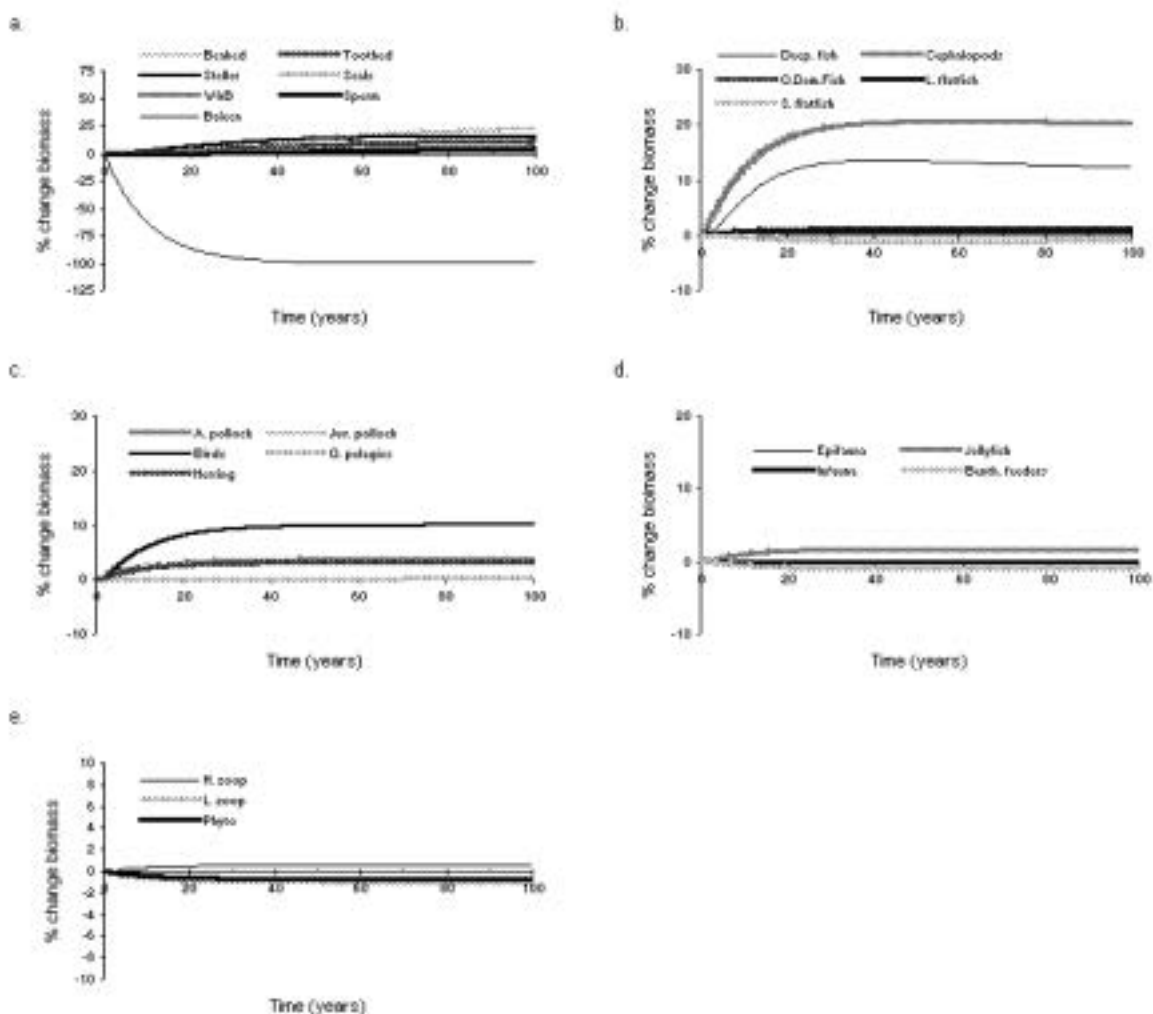 a.
Beaked Toothed
Steller Seals
W&B Sperm
Baleen
75
50
25
0
-25
-50
-75
-100
-125
20 40 60 80 100
% change biomass
Time (years)
b.
Deep. fish Cephalopods
O.Dem.Fish L. flatfish
S. flatfish
30
20
10
0
-10
0 20 40 60 80 100
% change biomass
Time (years)
c.
A. pollock Juv. pollock
Birds O. pelagics
Herring
30
20
10
0
-10
0 20 40 60 80 100
% change biomass
Time (years)
d.
Epifauna Jellyfish
Infauna Benth. feeders
20
10
0
-10
0 20 40 60 80 100
% change biomass
Time (years)
e.
H. zoop
L. zoop
Phyto
10
8
6
4
2
0
-2
-4
-6
-8
-10
0 20 40 60 80 100
% change biomass
Time (years)